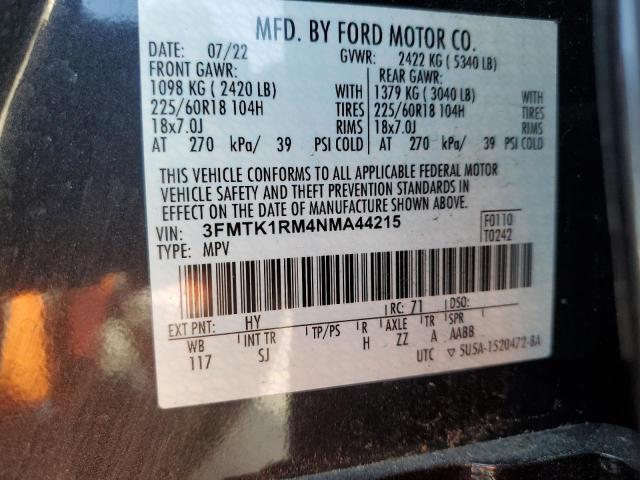 MFD. BY FORD MOTOR CO.
DATE: 07/22 GVWR: 2422 KG ( 5340 LB)
FRONT GAWR: REAR GAWR:
1098 KG ( 2420 LB) WITH 1379 KG ( 3040 LB) WITH
225/60R18 104H TIRES 225/60R18 104H TIRES
18x7.0J RIMS 18x7.0J RIMS
AT 270 kPa/ 39 PSI COLD AT 270 kPa/ 39 PSI COLD
THIS VEHICLE CONFORMS TO ALL APPLICABLE FEDERAL MOTOR
VEHICLE SAFETY AND THEFT PREVENTION STANDARDS IN
EFFECT ON THE DATE OF MANUFACTURE SHOWN ABOVE.
VIN: 3FMTK1RM4NMA44215 F0110
TYPE: MPV T0242
EXT PNT: HY RC: 71 DSO:
WB INT TR TP/PS R AXLE TR SPR
117 SJ H ZZ A AABB
UTC ▽ 5U5A-1520472-BA